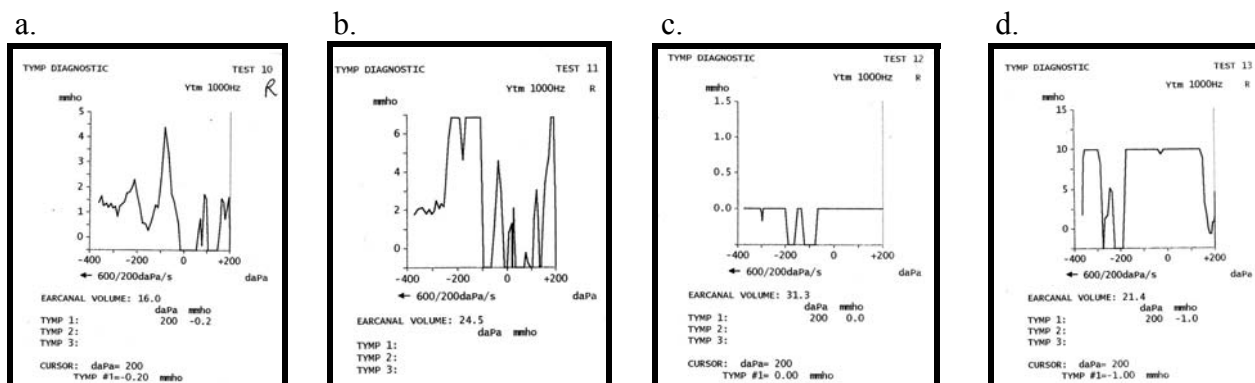 a.
TYMP DIAGNOSTIC TEST 10
Ytm 1000Hz R
mmho
5
4
3
2
1
0
-400 -200 0 +200
← 600/200daPa/s daPa
EARCANAL VOLUME: 16.0
daPa mmho
TYMP 1: 200 -0.2
TYMP 2:
TYMP 3:
CURSOR: daPa= 200
TYMP #1=-0.20 mmho
b.
TYMP DIAGNOSTIC TEST 11
Ytm 1000Hz R
mmho
6
4
2
0
-400 -200 0 +200
← 600/200daPa/s daPa
EARCANAL VOLUME: 24.5
daPa mmho
TYMP 1:
TYMP 2:
TYMP 3:
c.
TYMP DIAGNOSTIC TEST 12
Ytm 1000Hz R
mmho
1.5
1.0
0.5
0.0
-400 -200 0 +200
← 600/200daPa/s daPa
EARCANAL VOLUME: 31.3
daPa mmho
TYMP 1: 200 0.0
TYMP 2:
TYMP 3:
CURSOR: daPa= 200
TYMP #1= 0.00 mmho
d.
TYMP DIAGNOSTIC TEST 13
Ytm 1000Hz R
mmho
15
10
5
0
-400 -200 0 +200
← 600/200daPa/s daPa
EARCANAL VOLUME: 21.4
daPa mmho
TYMP 1: 200 -1.0
TYMP 2:
TYMP 3:
CURSOR: daPa= 200
TYMP #1=-1.00 mmho